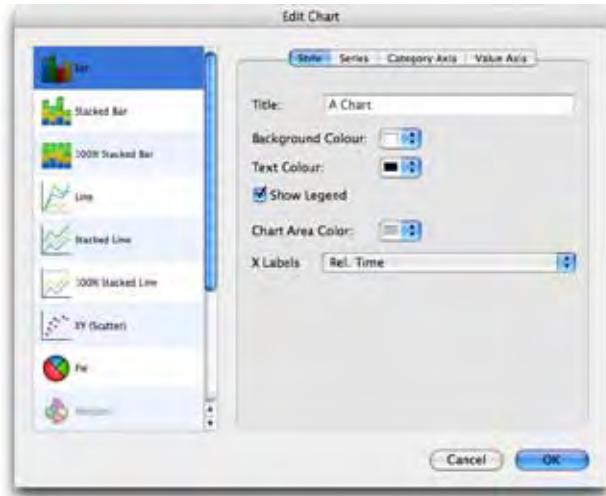 Edit Chart
Bar
Stacked Bar
100% Stacked Bar
Line
Stacked Line
100% Stacked Line
XY (Scatter)
Pie
Style Series Category Axis Value Axis
Title: A Chart
Background Colour:
Text Colour:
Show Legend
Chart Area Color:
X Labels Rel. Time
Cancel OK